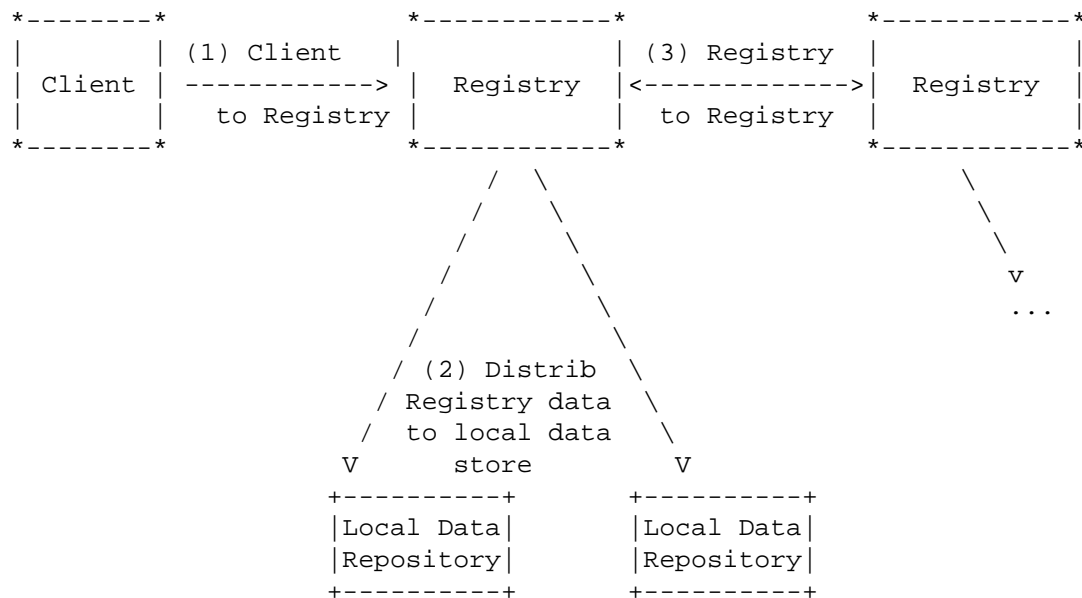 *--------*               *------------*                *------------*
|        | (1) Client   |            | (3) Registry  |            |
| Client | ------------> |  Registry  |<------------->|  Registry  |
|        |   to Registry |            |  to Registry  |            |
*--------*               *------------*                *------------*
/  \                             \
/    \                             \
/      \                             \
/        \                             v
/          \                            ...
/            \
/ (2) Distrib  \
/ Registry data  \
/  to local data   \
V      store         V
+----------+        +----------+
|Local Data|        |Local Data|
|Repository|        |Repository|
+----------+        +----------+